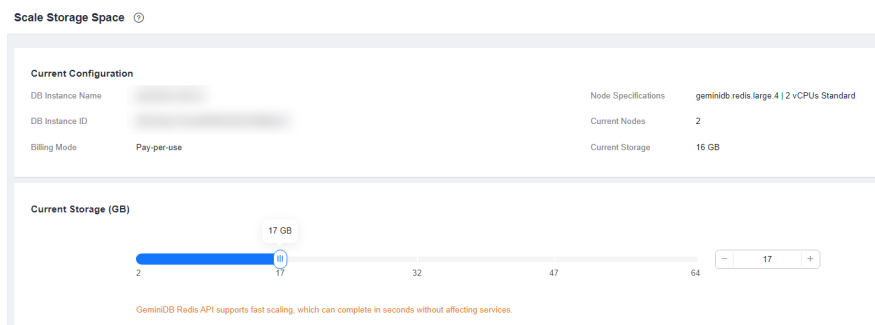 Scale Storage Space ?
Current Configuration
DB Instance Name
Node Specifications geminidb.redis.large.4 | 2 vCPUs Standard
DB Instance ID
Current Nodes 2
Billing Mode Pay-per-use
Current Storage 16 GB
Current Storage (GB)
17 GB
− 17 +
2 17 32 47 64
GeminiDB Redis API supports fast scaling, which can complete in seconds without affecting services.